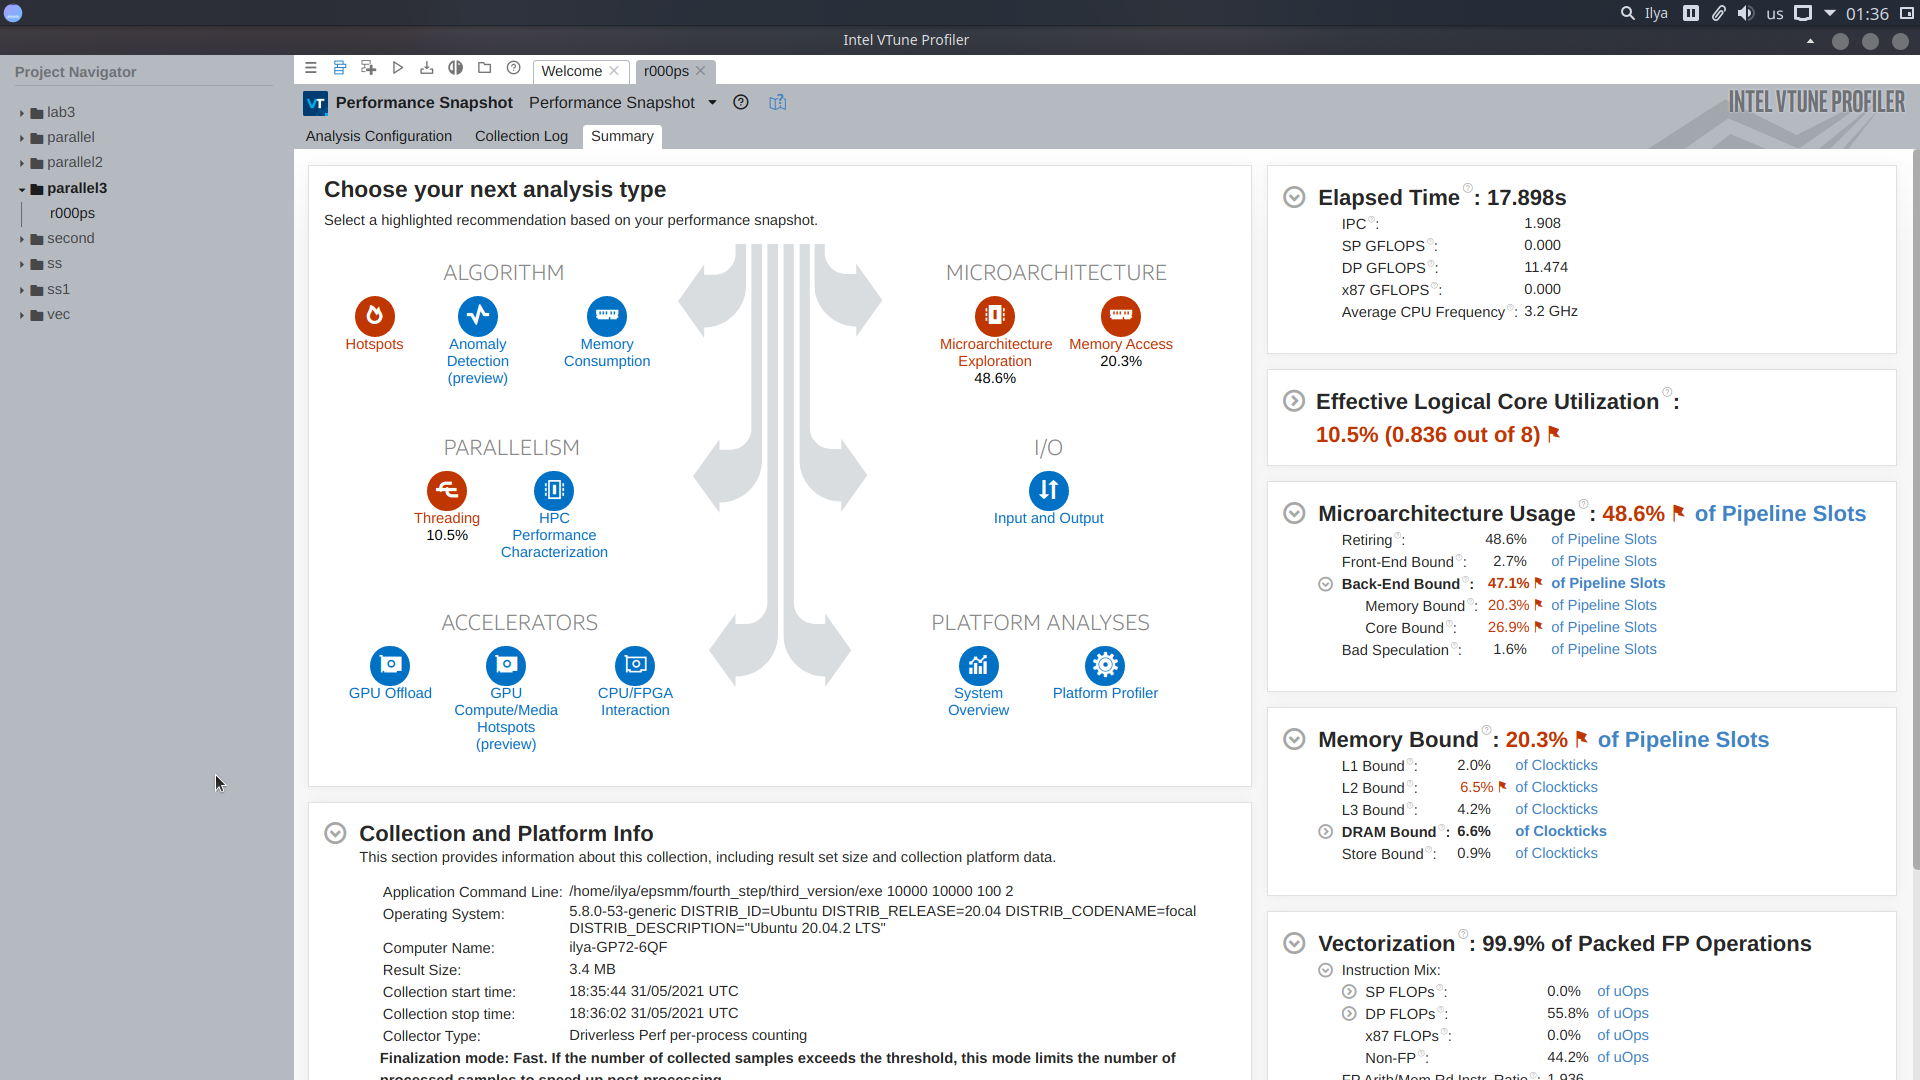 Ilya us 01:36
Intel VTune Profiler
Project Navigator
lab3
parallel
parallel2
parallel3
r000ps
second
ss
ss1
vec
Welcome
r000ps
VT Performance Snapshot Performance Snapshot
INTEL VTUNE PROFILER
Analysis Configuration Collection Log Summary
Choose your next analysis type
Select a highlighted recommendation based on your performance snapshot.
ALGORITHM
Hotspots
Anomaly
Detection
(preview)
Memory
Consumption
MICROARCHITECTURE
Microarchitecture
Exploration
48.6%
Memory Access
20.3%
PARALLELISM
Threading
10.5%
HPC
Performance
Characterization
I/O
Input and Output
ACCELERATORS
GPU Offload
GPU
Compute/Media
Hotspots
(preview)
CPU/FPGA
Interaction
PLATFORM ANALYSES
System
Overview
Platform Profiler
Collection and Platform Info
This section provides information about this collection, including result set size and collection platform data.
Application Command Line: /home/ilya/epsmm/fourth_step/third_version/exe 10000 10000 100 2
Operating System: 5.8.0-53-generic DISTRIB_ID=Ubuntu DISTRIB_RELEASE=20.04 DISTRIB_CODENAME=focal
DISTRIB_DESCRIPTION="Ubuntu 20.04.2 LTS"
Computer Name: ilya-GP72-6QF
Result Size: 3.4 MB
Collection start time: 18:35:44 31/05/2021 UTC
Collection stop time: 18:36:02 31/05/2021 UTC
Collector Type: Driverless Perf per-process counting
Finalization mode: Fast. If the number of collected samples exceeds the threshold, this mode limits the number of
processed samples to speed up post-processing.
Elapsed Time: 17.898s
IPC: 1.908
SP GFLOPS: 0.000
DP GFLOPS: 11.474
x87 GFLOPS: 0.000
Average CPU Frequency: 3.2 GHz
Effective Logical Core Utilization:
10.5% (0.836 out of 8)
Microarchitecture Usage: 48.6% of Pipeline Slots
Retiring: 48.6% of Pipeline Slots
Front-End Bound: 2.7% of Pipeline Slots
Back-End Bound: 47.1% of Pipeline Slots
Memory Bound: 20.3% of Pipeline Slots
Core Bound: 26.9% of Pipeline Slots
Bad Speculation: 1.6% of Pipeline Slots
Memory Bound: 20.3% of Pipeline Slots
L1 Bound: 2.0% of Clockticks
L2 Bound: 6.5% of Clockticks
L3 Bound: 4.2% of Clockticks
DRAM Bound: 6.6% of Clockticks
Store Bound: 0.9% of Clockticks
Vectorization: 99.9% of Packed FP Operations
Instruction Mix:
SP FLOPs: 0.0% of uOps
DP FLOPs: 55.8% of uOps
x87 FLOPs: 0.0% of uOps
Non-FP: 44.2% of uOps
FP Arith/Mem Rd Instr. Ratio: 1.936